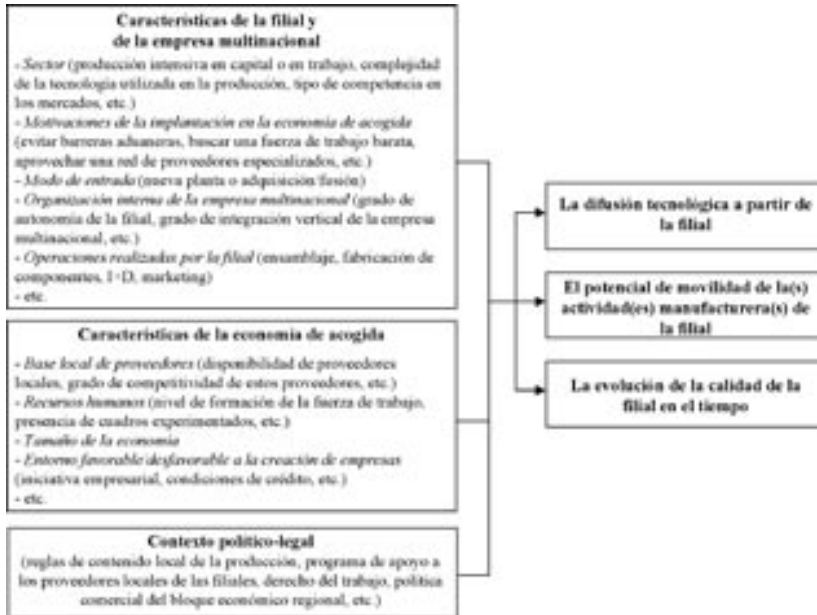 Características de la filial y
de la empresa multinacional
- Sector (producción intensiva en capital o en trabajo, complejidad
de la tecnología utilizada en la producción, tipo de competencia en
los mercados, etc.)
- Motivaciones de la implantación en la economía de acogida
(evitar barreras aduaneras, buscar una fuerza de trabajo barata,
aprovechar una red de proveedores especializados, etc.)
- Modo de entrada (nueva planta o adquisición/fusión)
- Organización interna de la empresa multinacional (grado de
autonomía de la filial, grado de integración vertical de la empresa
multinacional, etc.)
- Operaciones realizadas por la filial (ensamblaje, fabricación de
componentes, I+D, marketing)
- etc.
Características de la economía de acogida
- Base local de proveedores (disponibilidad de proveedores
locales, grado de competitividad de estos proveedores, etc.)
- Recursos humanos (nivel de formación de la fuerza de trabajo,
presencia de cuadros experimentados, etc.)
- Tamaño de la economía
- Entorno favorable/desfavorable a la creación de empresas
(iniciativa empresarial, condiciones de crédito, etc.)
- etc.
Contexto político-legal
(reglas de contenido local de la producción, programa de apoyo a
los proveedores locales de las filiales, derecho del trabajo, política
comercial del bloque económico regional, etc.)
La difusión tecnológica a partir de
la filial
El potencial de movilidad de la(s)
actividad(es) manufacturera(s) de
la filial
La evolución de la calidad de la
filial en el tiempo